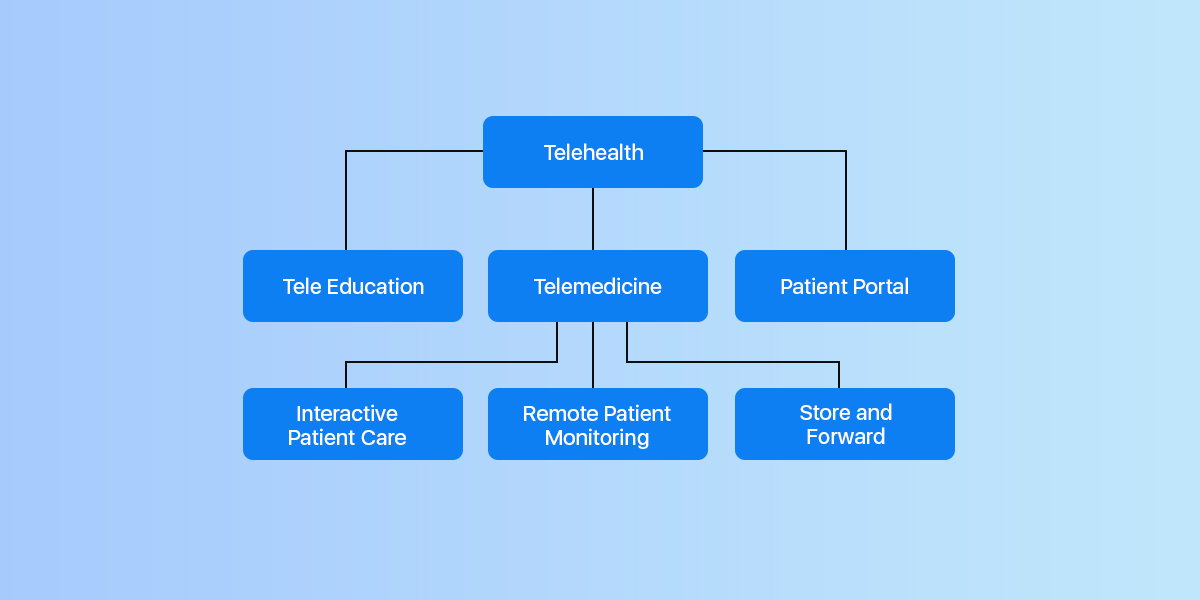 Telehealth
Tele Education
Telemedicine
Patient Portal
Interactive
Patient Care
Remote Patient
Monitoring
Store and
Forward